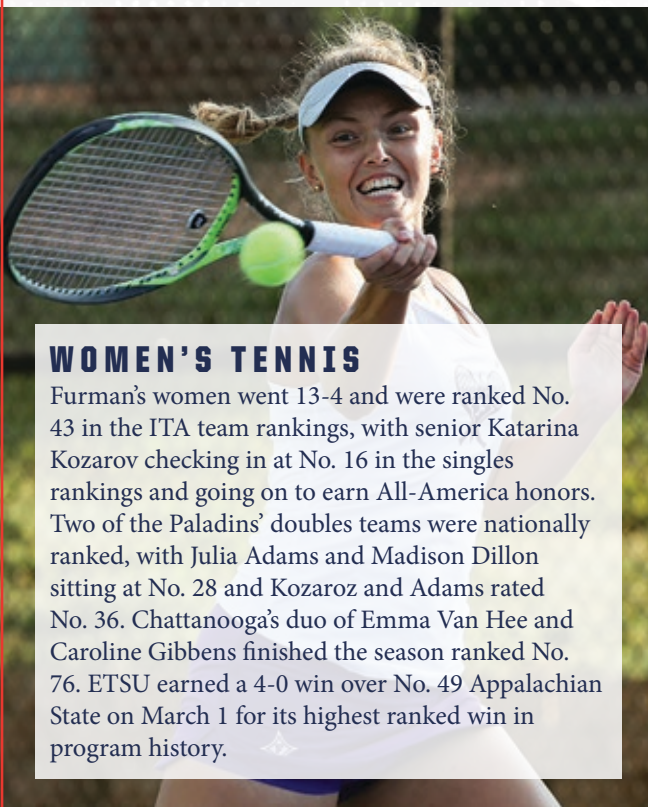 WOMEN'S TENNIS
Furman's women went 13-4 and were ranked No.
43 in the ITA team rankings, with senior Katarina
Kozarov checking in at No. 16 in the singles
rankings and going on to earn All-America honors.
Two of the Paladins' doubles teams were nationally
ranked, with Julia Adams and Madison Dillon
sitting at No. 28 and Kozaroz and Adams rated
No. 36. Chattanooga's duo of Emma Van Hee and
Caroline Gibbens finished the season ranked No.
76. ETSU earned a 4-0 win over No. 49 Appalachian
State on March 1 for its highest ranked win in
program history.